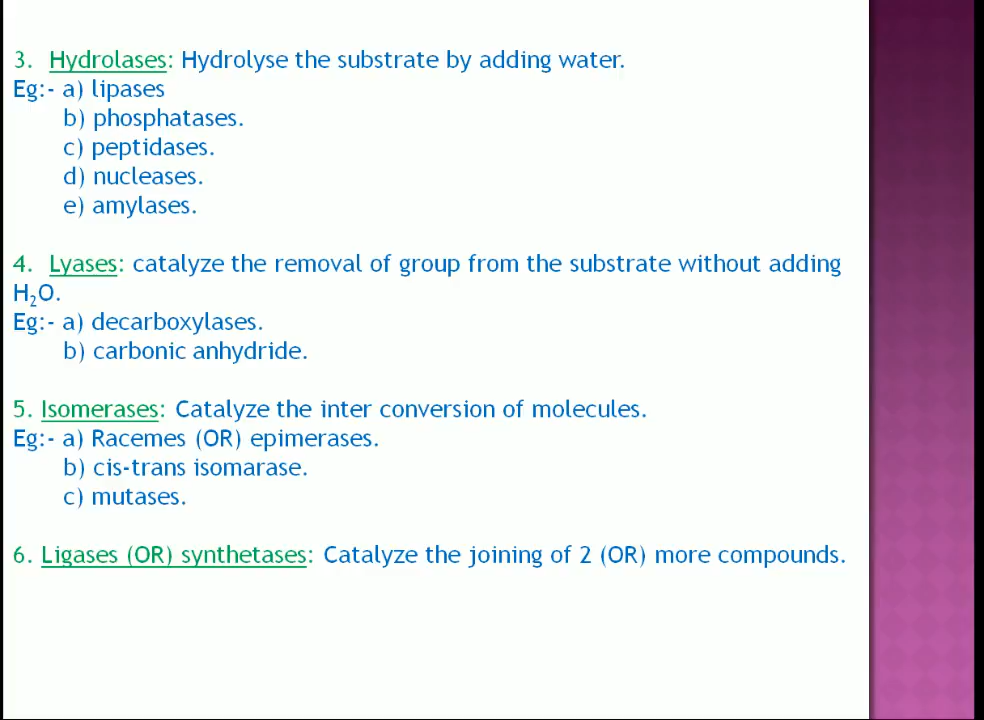 3. Hydrolases: Hydrolyse the substrate by adding water.
Eg:- a) lipases
b) phosphatases.
c) peptidases.
d) nucleases.
e) amylases.
4. Lyases: catalyze the removal of group from the substrate without adding
H₂O.
Eg:- a) decarboxylases.
b) carbonic anhydride.
5. Isomerases: Catalyze the inter conversion of molecules.
Eg:- a) Racemes (OR) epimerases.
b) cis-trans isomarase.
c) mutases.
6. Ligases (OR) synthetases: Catalyze the joining of 2 (OR) more compounds.